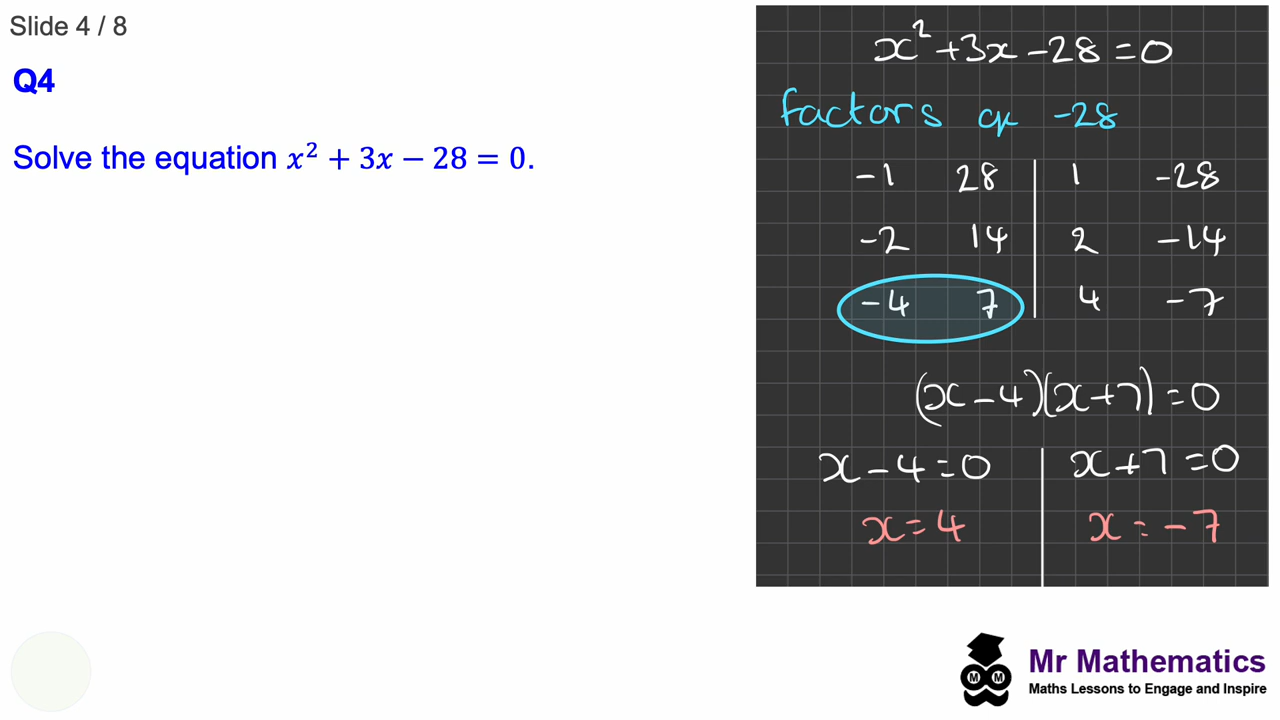 Slide 4 / 8
Q4
Solve the equation x² + 3x − 28 = 0.
x² + 3x − 28 = 0
factors of −28
−1 28 1 −28
−2 14 2 −14
−4 7 4 −7
(x − 4)(x + 7) = 0
x − 4 = 0 x + 7 = 0
x = 4 x = −7
M M
Mr Mathematics
Maths Lessons to Engage and Inspire